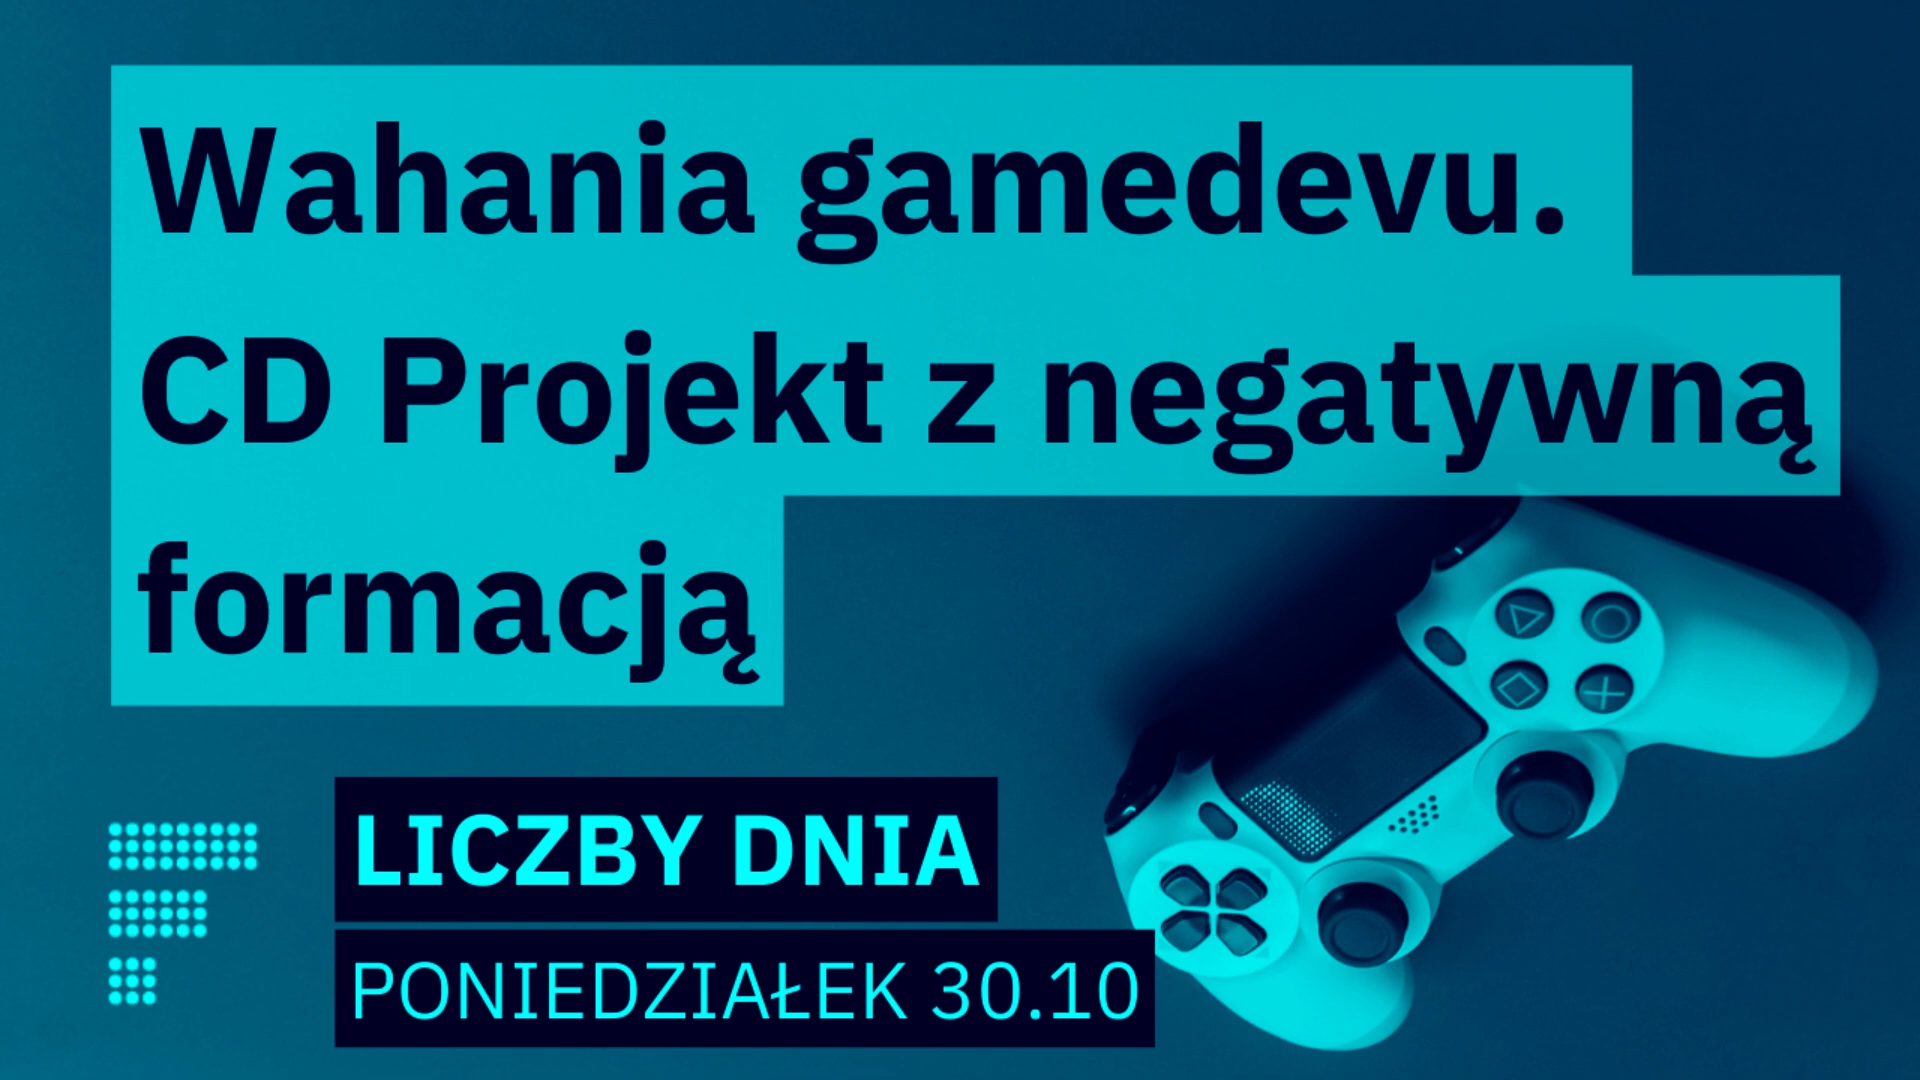 Wahania gamedevu.
CD Projekt z negatywną
formacją
LICZBY DNIA
PONIEDZIAŁEK 30.10